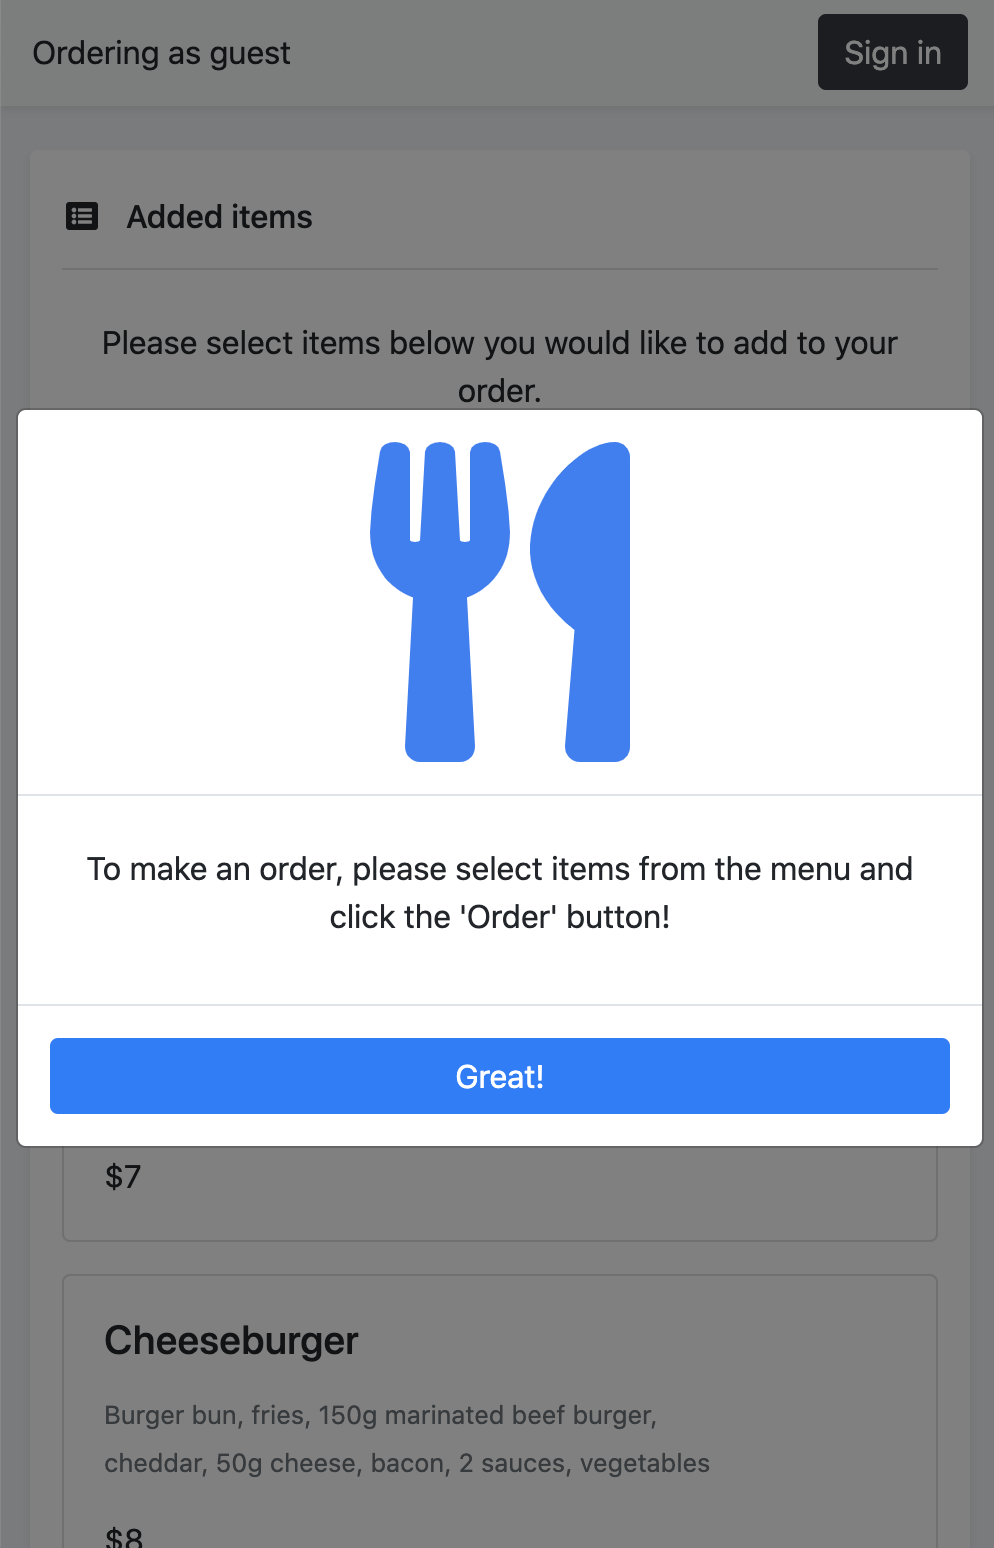 Ordering as guest
Sign in
Added items
Please select items below you would like to add to your
order.
To make an order, please select items from the menu and
click the 'Order' button!
Great!
$7
Cheeseburger
Burger bun, fries, 150g marinated beef burger,
cheddar, 50g cheese, bacon, 2 sauces, vegetables
$8